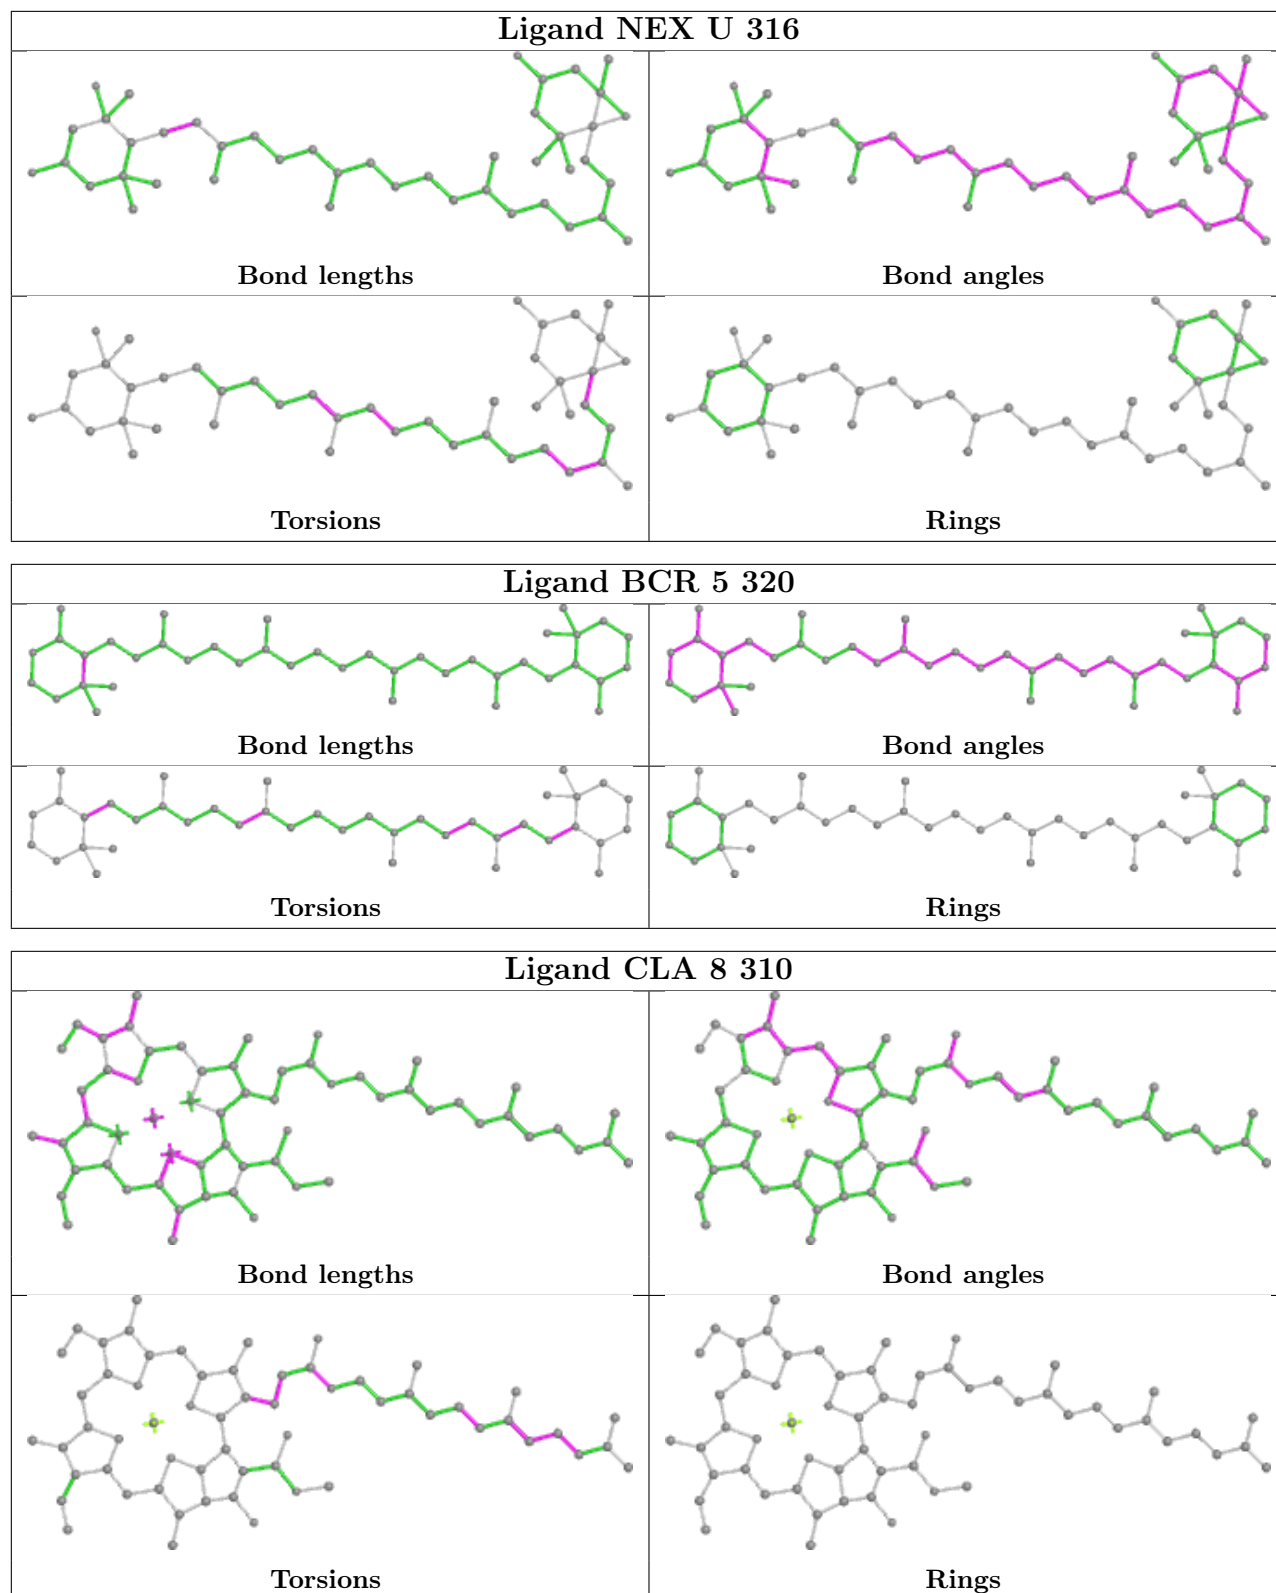 Ligand NEX U 316
Bond lengths
Bond angles
Torsions
Rings
Ligand BCR 5 320
Bond lengths
Bond angles
Torsions
Rings
Ligand CLA 8 310
Bond lengths
Bond angles
Torsions
Rings